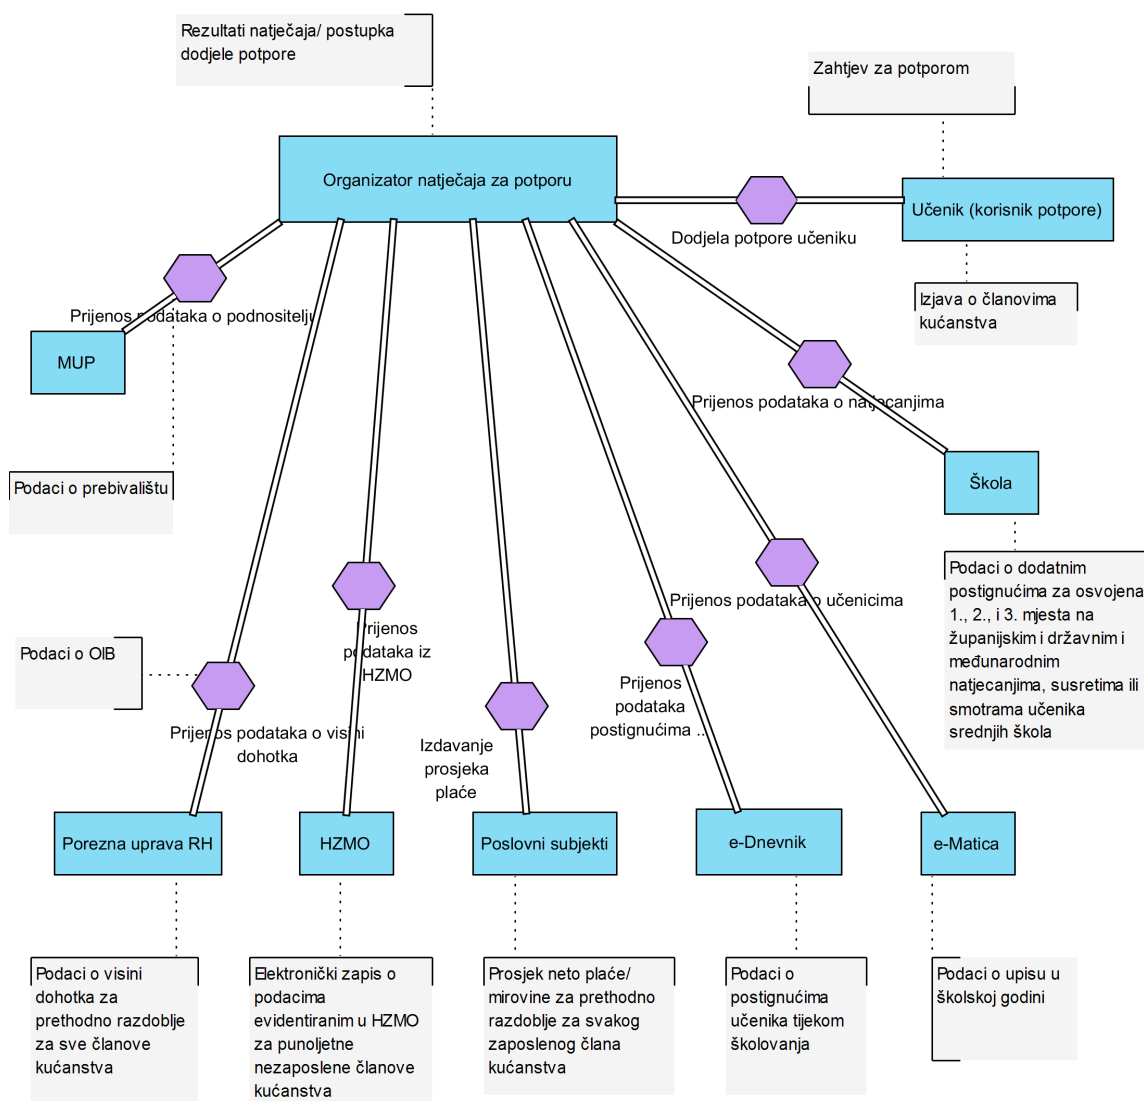 Rezultati natječaja/ postupka
dodjele potpore
Zahtjev za potporom
Organizator natječaja za potporu
Učenik (korisnik potpore)
Dodjela potpore učeniku
Izjava o članovima
kućanstva
Prijenos podataka o podnositelju
MUP
Prijenos podataka o natjecanjima
Škola
Podaci o prebivalištu
Podaci o dodatnim
postignućima za osvojena
1., 2., i 3. mjesta na
županijskim i državnim i
međunarodnim
natjecanjima, susretima ili
smotrama učenika
srednjih škola
Prijenos podataka o učenicima
Prijenos
podataka iz
HZMO
Podaci o OIB
Prijenos podataka o visini
dohotka
Izdavanje
prosjeka
plaće
Prijenos
podataka
postignućima ..
Porezna uprava RH
HZMO
Poslovni subjekti
e-Dnevnik
e-Matica
Podaci o visini
dohotka za
prethodno razdoblje
za sve članove
kućanstva
Elektronički zapis o
podacima
evidentiranim u HZMO
za punoljetne
nezaposlene članove
kućanstva
Prosjek neto plaće/
mirovine za prethodno
razdoblje za svakog
zaposlenog člana
kućanstva
Podaci o
postignućima
učenika tijekom
školovanja
Podaci o upisu u
školskoj godini